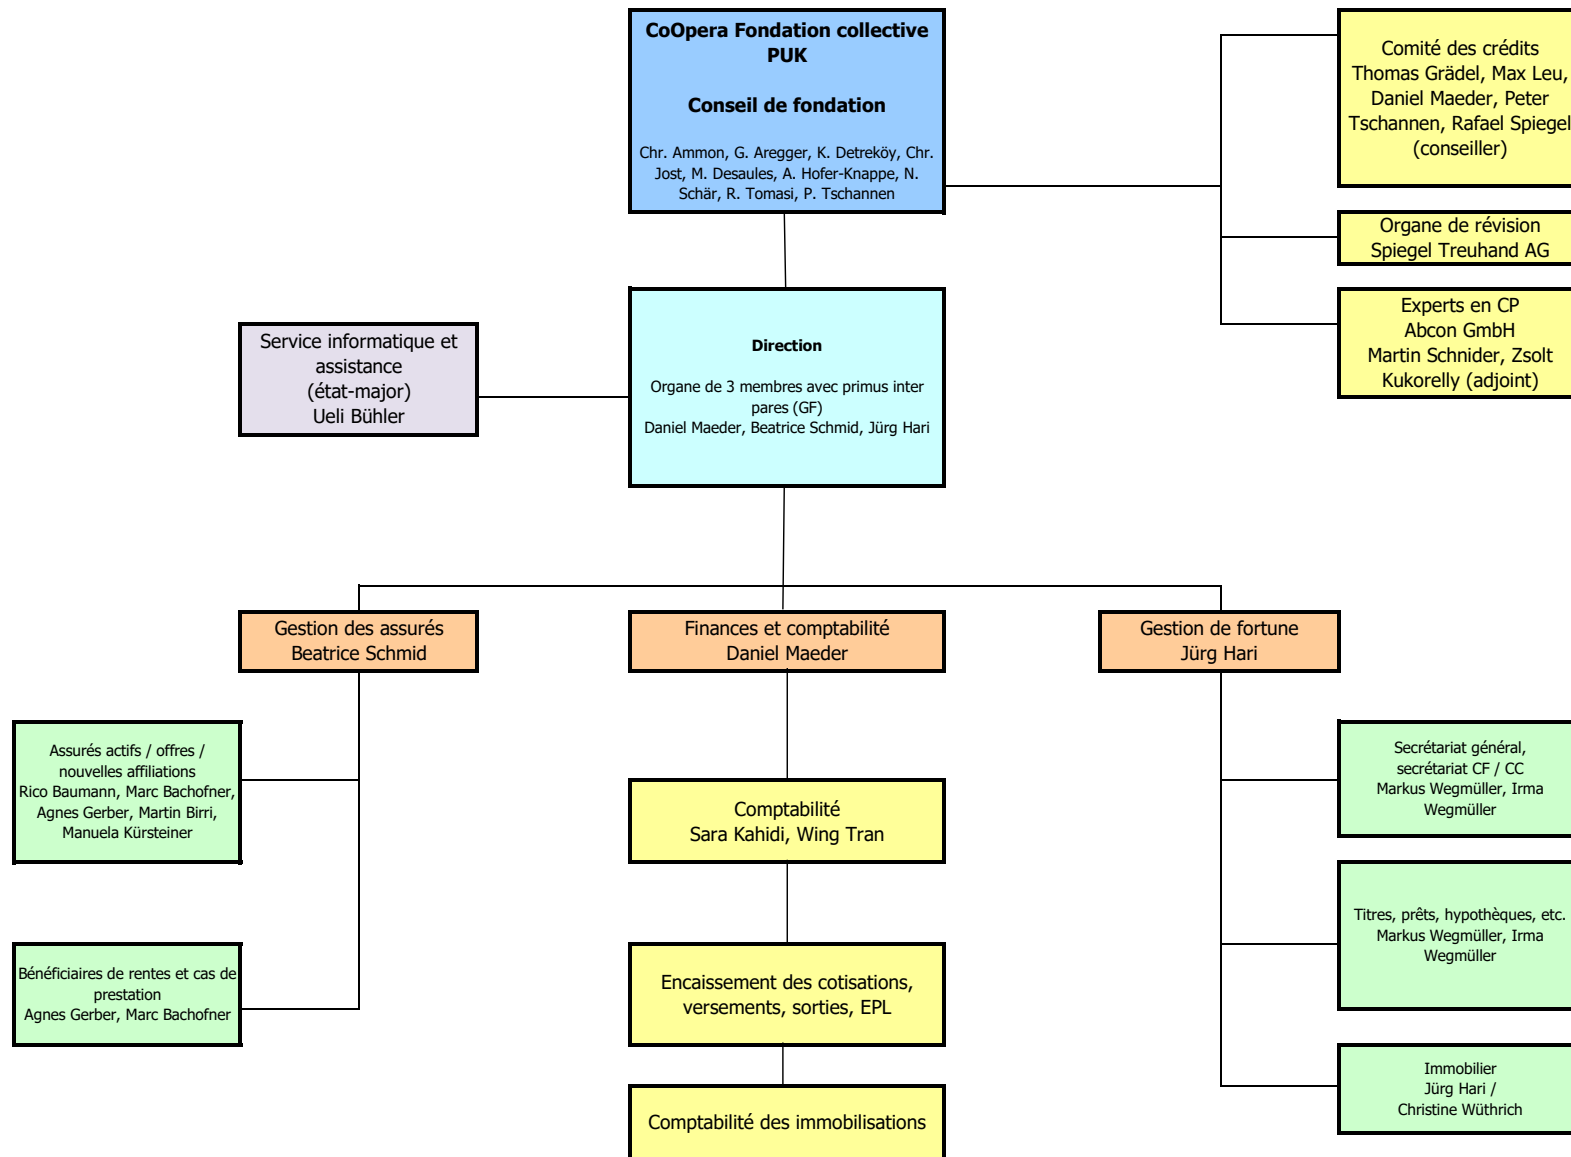 CoOpera Fondation collective
PUK
Conseil de fondation
Chr. Ammon, G. Aregger, K. Detreköy, Chr.
Jost, M. Desaules, A. Hofer-Knappe, N.
Schär, R. Tomasi, P. Tschannen
Comité des crédits
Thomas Grädel, Max Leu,
Daniel Maeder, Peter
Tschannen, Rafael Spiegel
(conseiller)
Organe de révision
Spiegel Treuhand AG
Experts en CP
Abcon GmbH
Martin Schnider, Zsolt
Kukorelly (adjoint)
Service informatique et
assistance
(état-major)
Ueli Bühler
Direction
Organe de 3 membres avec primus inter
pares (GF)
Daniel Maeder, Beatrice Schmid, Jürg Hari
Gestion des assurés
Beatrice Schmid
Finances et comptabilité
Daniel Maeder
Gestion de fortune
Jürg Hari
Assurés actifs / offres /
nouvelles affiliations
Rico Baumann, Marc Bachofner,
Agnes Gerber, Martin Birri,
Manuela Kürsteiner
Bénéficiaires de rentes et cas de
prestation
Agnes Gerber, Marc Bachofner
Comptabilité
Sara Kahidi, Wing Tran
Encaissement des cotisations,
versements, sorties, EPL
Comptabilité des immobilisations
Secrétariat général,
secrétariat CF / CC
Markus Wegmüller, Irma
Wegmüller
Titres, prêts, hypothèques, etc.
Markus Wegmüller, Irma
Wegmüller
Immobilier
Jürg Hari /
Christine Wüthrich